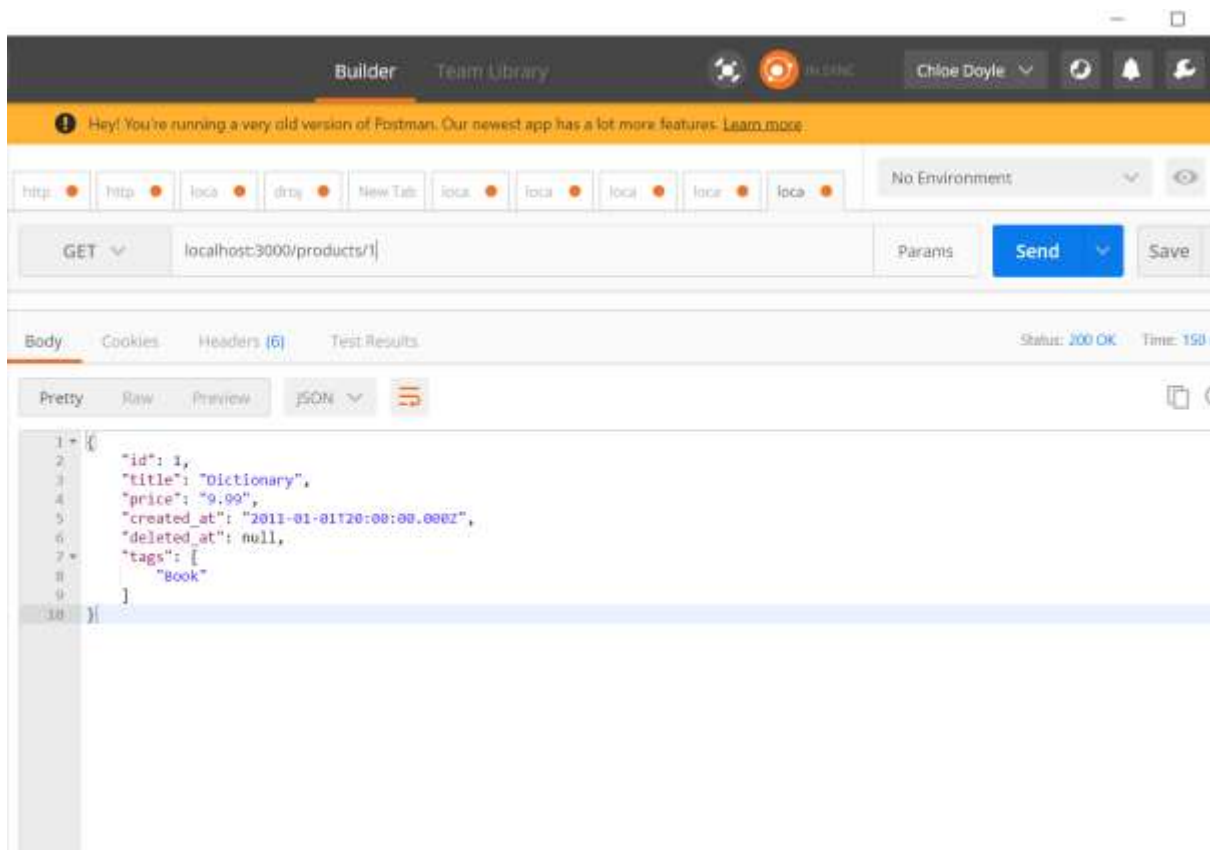 Builder Team Library IN SYNC Chloe Doyle
Hey! You're running a very old version of Postman. Our newest app has a lot more features. Learn more
http http loca New Tab loca loca loca loca loca No Environment
GET localhost:3000/products/1 Params Send Save
Body Cookies Headers (6) Test Results Status: 200 OK Time: 150
Pretty Raw Preview JSON
1 {
2 "id": 1,
3 "title": "Dictionary",
4 "price": "9.99",
5 "created_at": "2011-01-01T20:00:00.000Z",
6 "deleted_at": null,
7 "tags": [
8 "Book"
9 ]
10 }